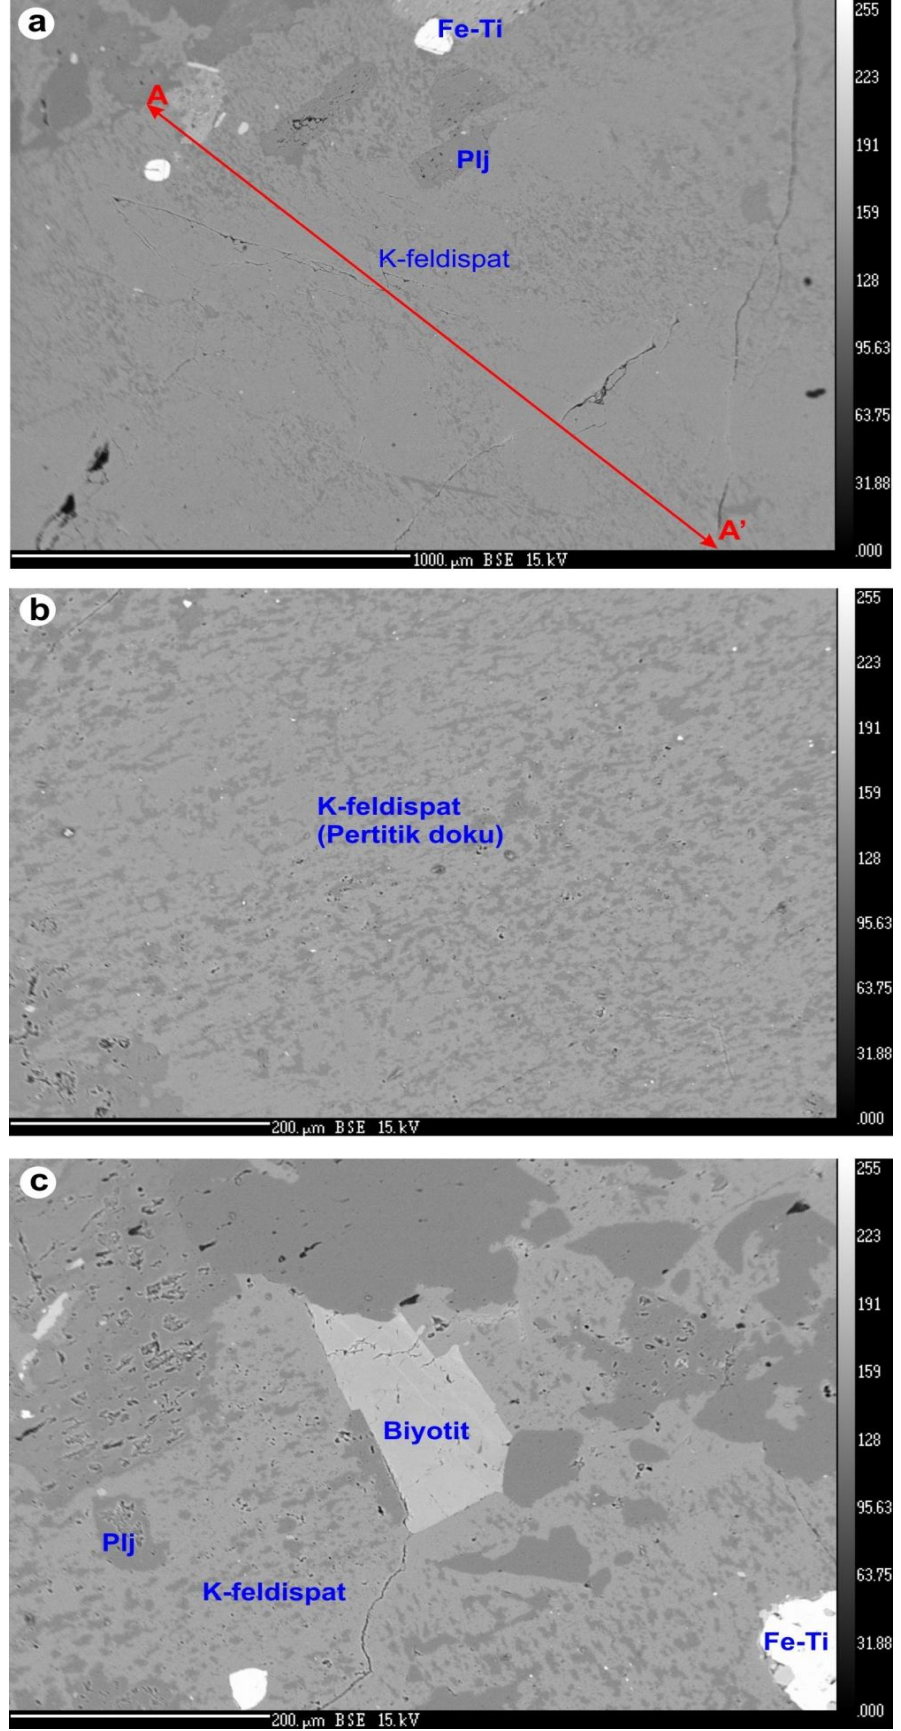 a
Fe-Ti
A
Plj
K-feldispat
A’
255
223
191
159
128
95.63
63.75
31.88
.000
1000.µm BSE 15.kV
b
K-feldispat
(Pertitik doku)
255
223
191
159
128
95.63
63.75
31.88
.000
200.µm BSE 15.kV
c
Biyotit
Plj
K-feldispat
Fe-Ti
255
223
191
159
128
95.63
63.75
31.88
.000
200.µm BSE 15.kV